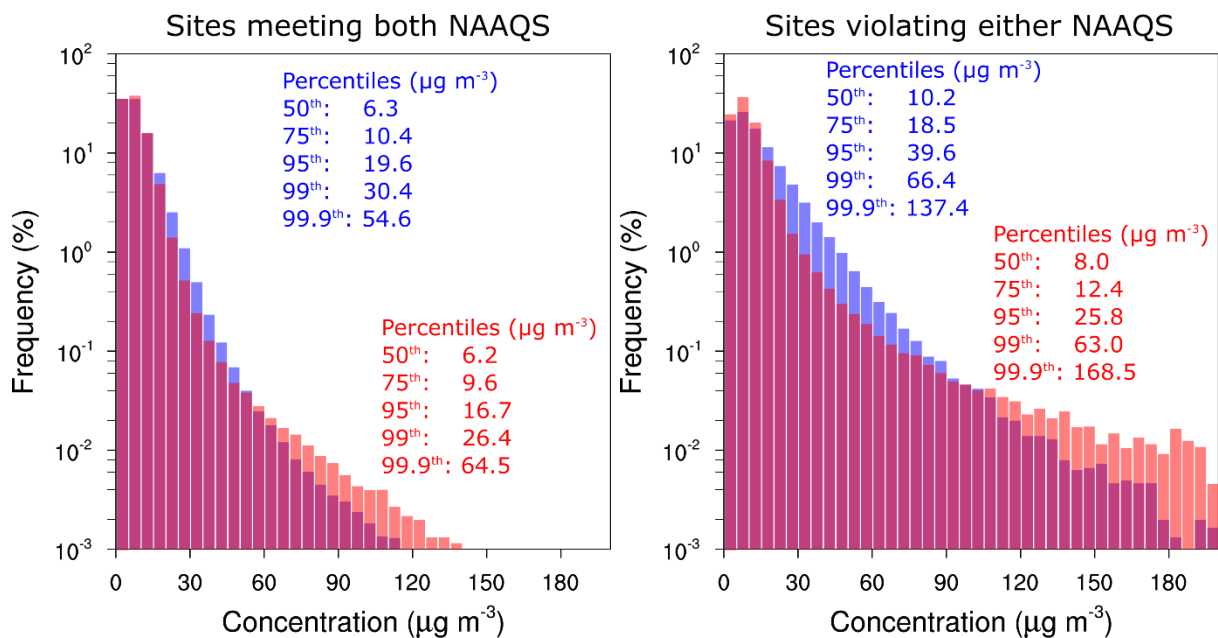 Sites meeting both NAAQS
Frequency (%)
10²
10¹
10⁰
10⁻¹
10⁻²
10⁻³
Percentiles (µg m⁻³)
50ᵗʰ: 6.3
75ᵗʰ: 10.4
95ᵗʰ: 19.6
99ᵗʰ: 30.4
99.9ᵗʰ: 54.6
Percentiles (µg m⁻³)
50ᵗʰ: 6.2
75ᵗʰ: 9.6
95ᵗʰ: 16.7
99ᵗʰ: 26.4
99.9ᵗʰ: 64.5
0 30 60 90 120 150 180
Concentration (µg m⁻³)
Sites violating either NAAQS
Frequency (%)
10²
10¹
10⁰
10⁻¹
10⁻²
10⁻³
Percentiles (µg m⁻³)
50ᵗʰ: 10.2
75ᵗʰ: 18.5
95ᵗʰ: 39.6
99ᵗʰ: 66.4
99.9ᵗʰ: 137.4
Percentiles (µg m⁻³)
50ᵗʰ: 8.0
75ᵗʰ: 12.4
95ᵗʰ: 25.8
99ᵗʰ: 63.0
99.9ᵗʰ: 168.5
0 30 60 90 120 150 180
Concentration (µg m⁻³)